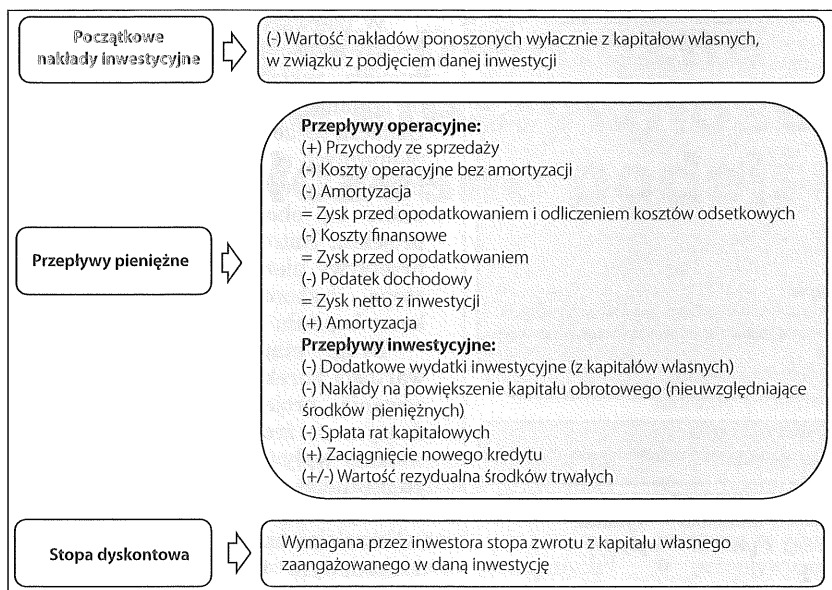 Początkowe
nakłady inwestycyjne
(-) Wartość nakładów ponoszonych wyłącznie z kapitałow własnych,
w związku z podjęciem danej inwestycji
Przepływy pieniężne
Przepływy operacyjne:
(+) Przychody ze sprzedaży
(-) Koszty operacyjne bez amortyzacji
(-) Amortyzacja
= Zysk przed opodatkowaniem i odliczeniem kosztów odsetkowych
(-) Koszty finansowe
= Zysk przed opodatkowaniem
(-) Podatek dochodowy
= Zysk netto z inwestycji
(+) Amortyzacja
Przepływy inwestycyjne:
(-) Dodatkowe wydatki inwestycyjne (z kapitałów własnych)
(-) Nakłady na powiększenie kapitału obrotowego (nieuwzględniające
środków pieniężnych)
(-) Spłata rat kapitałowych
(+) Zaciągnięcie nowego kredytu
(+/-) Wartość rezydualna środków trwałych
Stopa dyskontowa
Wymagana przez inwestora stopa zwrotu z kapitału własnego
zaangażowanego w daną inwestycję